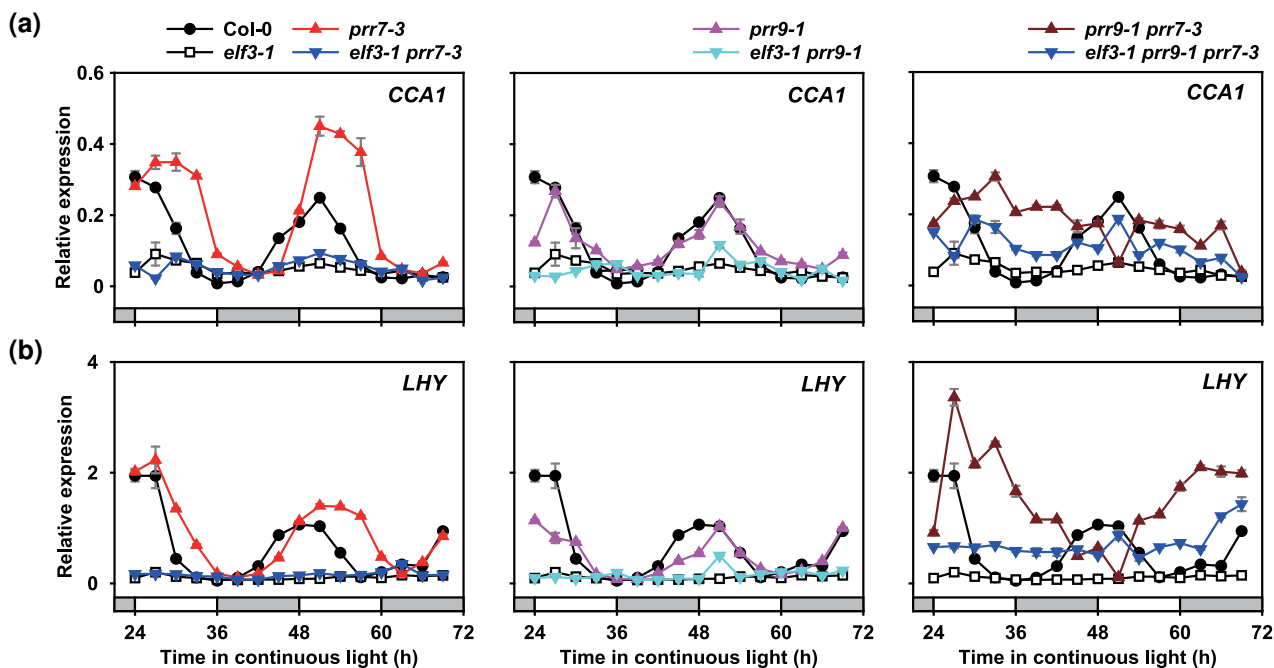 (a)
Col-0
prr7-3
prr9-1
prr9-1 prr7-3
elf3-1
elf3-1 prr7-3
elf3-1 prr9-1
elf3-1 prr9-1 prr7-3
Relative expression
0.6
0.4
0.2
0
CCA1
CCA1
CCA1
(b)
Relative expression
4
2
0
LHY
LHY
LHY
24 36 48 60 72
24 36 48 60 72
24 36 48 60 72
Time in continuous light (h)
Time in continuous light (h)
Time in continuous light (h)